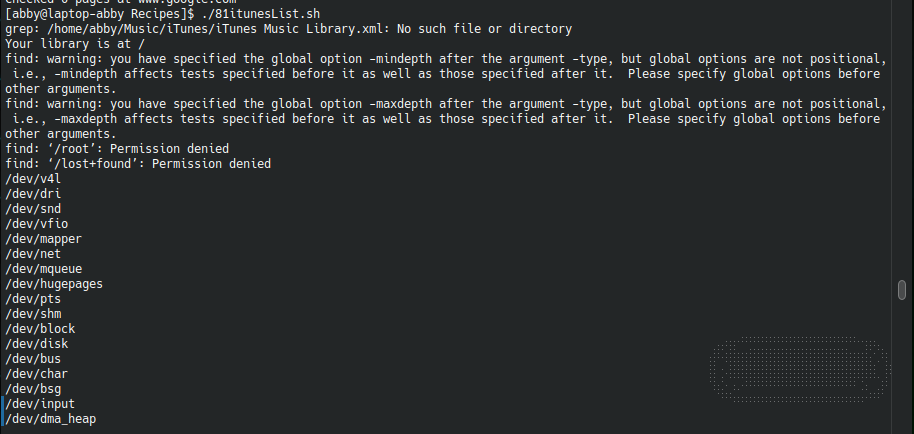 Checked 0 pages at www.google.com
[abby@laptop-abby Recipes]$ ./81itunesList.sh
grep: /home/abby/Music/iTunes/iTunes Music Library.xml: No such file or directory
Your library is at /
find: warning: you have specified the global option -mindepth after the argument -type, but global options are not positional,
 i.e., -mindepth affects tests specified before it as well as those specified after it.  Please specify global options before
other arguments.
find: warning: you have specified the global option -maxdepth after the argument -type, but global options are not positional,
 i.e., -maxdepth affects tests specified before it as well as those specified after it.  Please specify global options before
other arguments.
find: ‘/root’: Permission denied
find: ‘/lost+found’: Permission denied
/dev/v4l
/dev/dri
/dev/snd
/dev/vfio
/dev/mapper
/dev/net
/dev/mqueue
/dev/hugepages
/dev/pts
/dev/shm
/dev/block
/dev/disk
/dev/bus
/dev/char
/dev/bsg
/dev/input
/dev/dma_heap